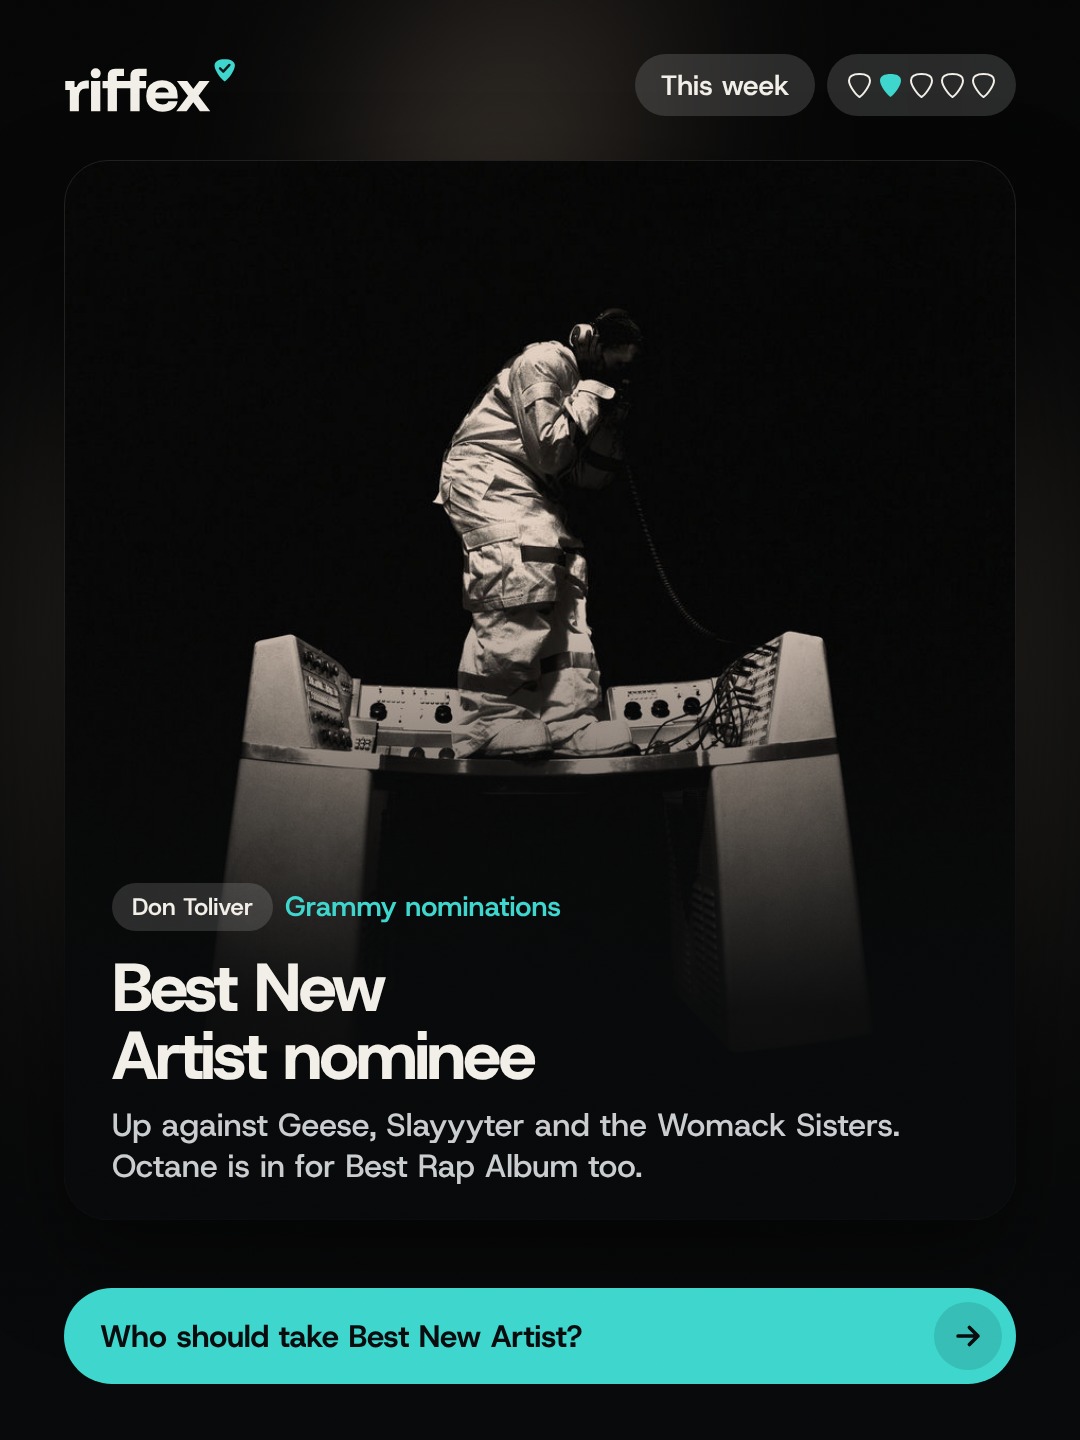 riffex
This week
Don Toliver
Grammy nominations
Best New
Artist nominee
Up against Geese, Slayyyter and the Womack Sisters.
Octane is in for Best Rap Album too.
Who should take Best New Artist?